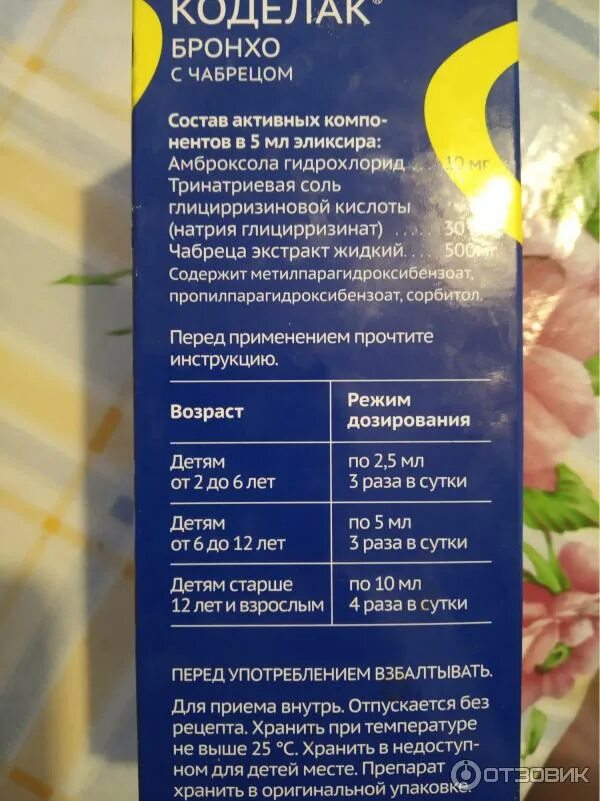 КОДЕЛАК®
БРОНХО
С ЧАБРЕЦОМ
Состав активных компо-
нентов в 5 мл эликсира:
Амброксола гидрохлорид .... 10 мг
Тринатриевая соль
глицирризиновой кислоты
(натрия глицирризинат) ..... 30
Чабреца экстракт жидкий.... 500мг
Содержит метилпарагидроксибензоат,
пропилпарагидроксибензоат, сорбитол.
Перед применением прочтите
инструкцию.
Возраст
Режим
дозирования
Детям
от 2 до 6 лет
по 2,5 мл
3 раза в сутки
Детям
от 6 до 12 лет
по 5 мл
3 раза в сутки
Детям старше
12 лет и взрослым
по 10 мл
4 раза в сутки
ПЕРЕД УПОТРЕБЛЕНИЕМ ВЗБАЛТЫВАТЬ.
Для приема внутрь. Отпускается без
рецепта. Хранить при температуре
не выше 25 °С. Хранить в недоступ-
ном для детей месте. Препарат
хранить в оригинальной упаковке.
ОТЗОВИК